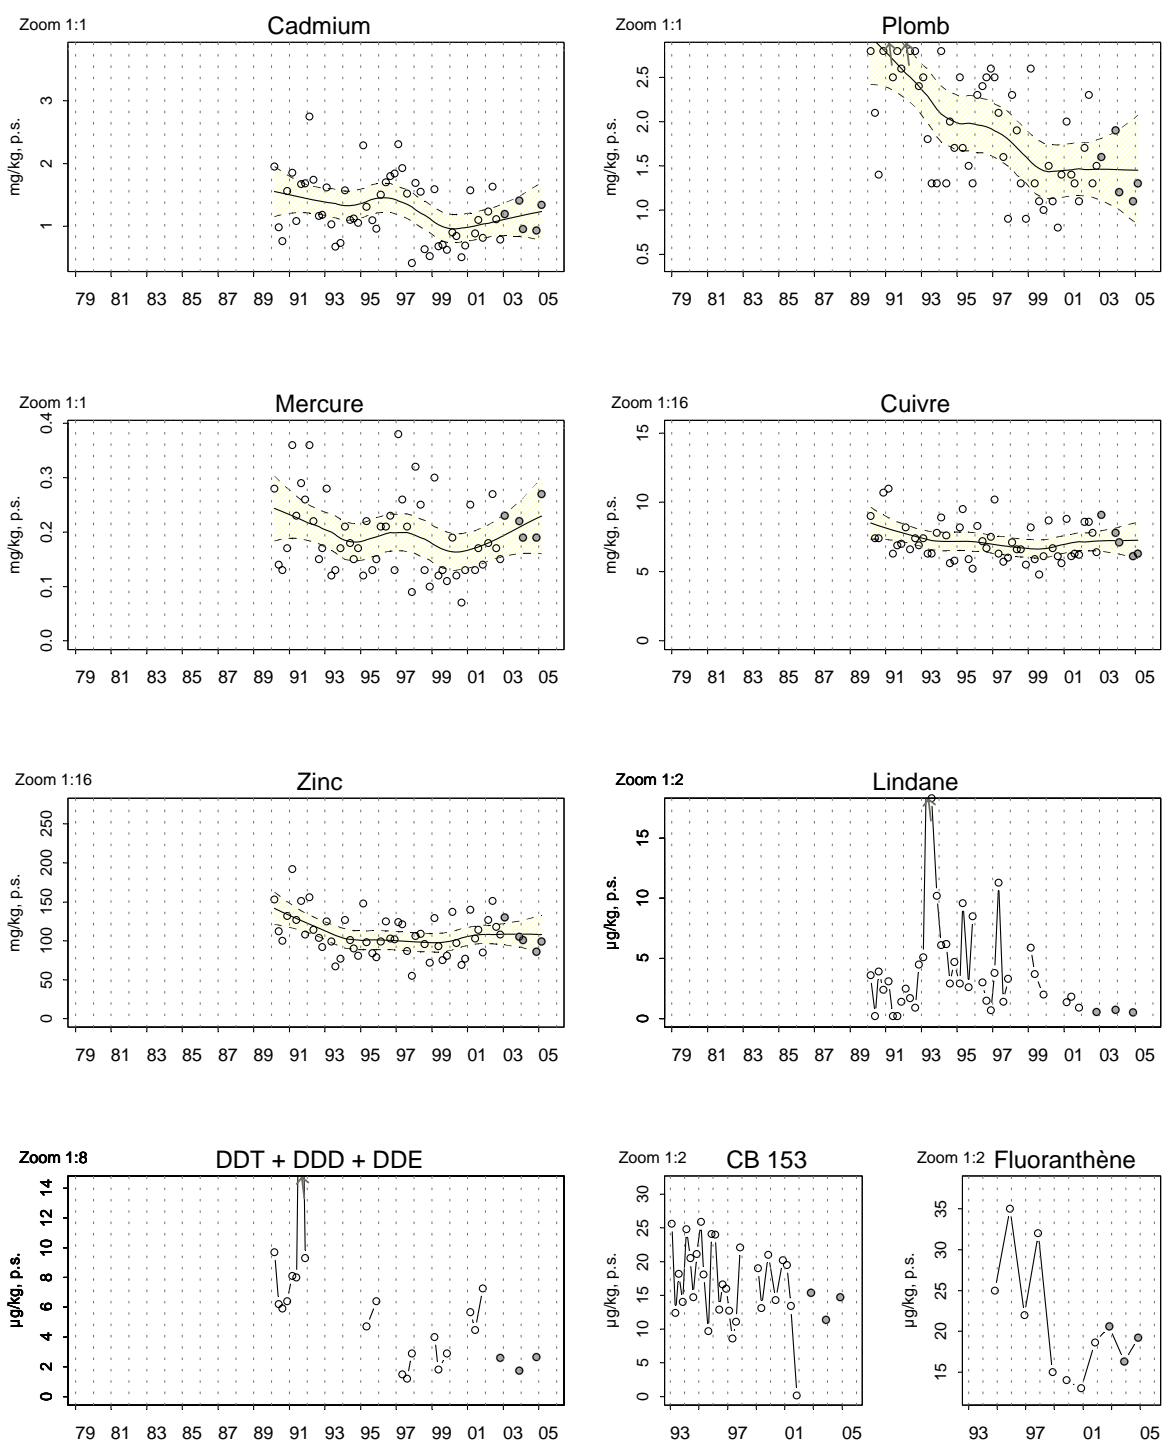 Zoom 1:1 Cadmium
mg/kg, p.s.
3
2
1
79 81 83 85 87 89 91 93 95 97 99 01 03 05
Zoom 1:1 Plomb
mg/kg, p.s.
2.5
2.0
1.5
1.0
0.5
79 81 83 85 87 89 91 93 95 97 99 01 03 05
Zoom 1:1 Mercure
mg/kg, p.s.
0.4
0.3
0.2
0.1
0.0
79 81 83 85 87 89 91 93 95 97 99 01 03 05
Zoom 1:16 Cuivre
mg/kg, p.s.
15
10
5
0
79 81 83 85 87 89 91 93 95 97 99 01 03 05
Zoom 1:16 Zinc
mg/kg, p.s.
250
200
150
100
50
0
79 81 83 85 87 89 91 93 95 97 99 01 03 05
Zoom 1:2 Lindane
µg/kg, p.s.
15
10
5
0
79 81 83 85 87 89 91 93 95 97 99 01 03 05
Zoom 1:8 DDT + DDD + DDE
µg/kg, p.s.
14
12
10
8
6
4
2
0
79 81 83 85 87 89 91 93 95 97 99 01 03 05
Zoom 1:2 CB 153
µg/kg, p.s.
30
25
20
15
10
5
0
93 97 01 05
Zoom 1:2 Fluoranthène
µg/kg, p.s.
35
30
25
20
15
93 97 01 05